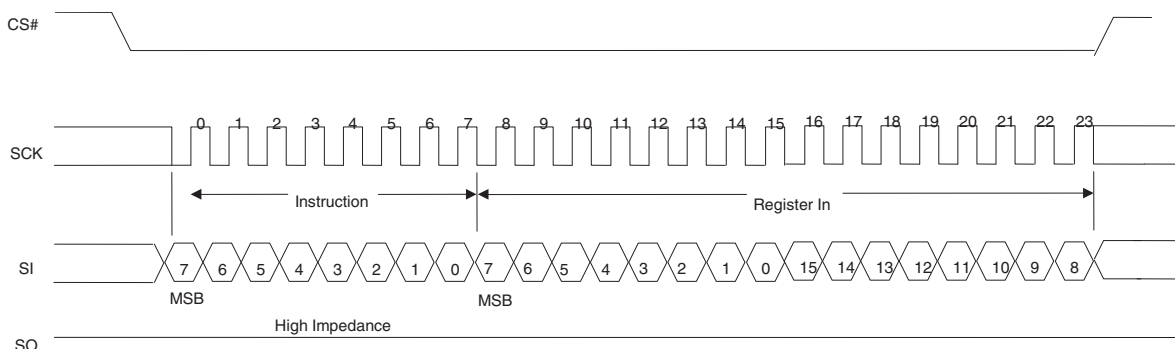 CS#
0 1 2 3 4 5 6 7 8 9 10 11 12 13 14 15 16 17 18 19 20 21 22 23
SCK
Instruction Register In
SI 7 6 5 4 3 2 1 0 7 6 5 4 3 2 1 0 15 14 13 12 11 10 9 8
MSB MSB
High Impedance
SO